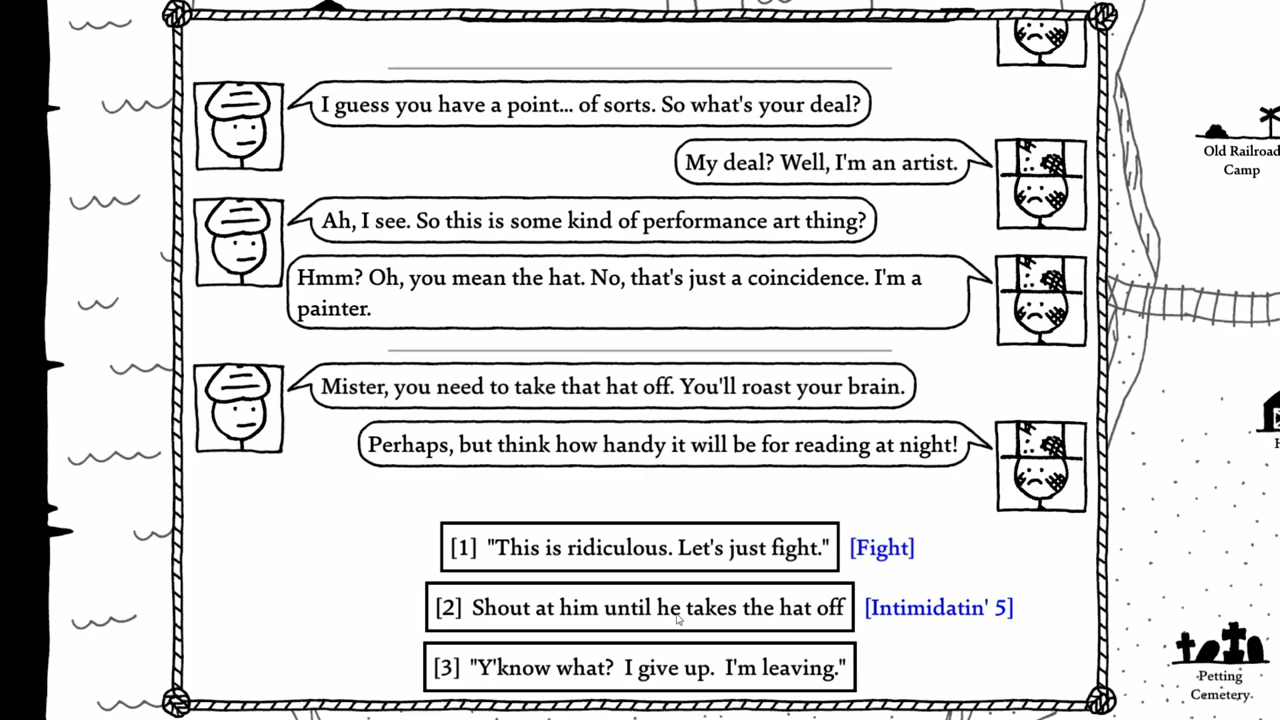 I guess you have a point... of sorts. So what's your deal?
My deal? Well, I'm an artist.
Old Railroad
Camp
Ah, I see. So this is some kind of performance art thing?
Hmm? Oh, you mean the hat. No, that's just a coincidence. I'm a
painter.
Mister, you need to take that hat off. You'll roast your brain.
Perhaps, but think how handy it will be for reading at night!
[1] "This is ridiculous. Let's just fight." [Fight]
[2] Shout at him until he takes the hat off [Intimidatin' 5]
[3] "Y'know what? I give up. I'm leaving."
Petting
Cemetery